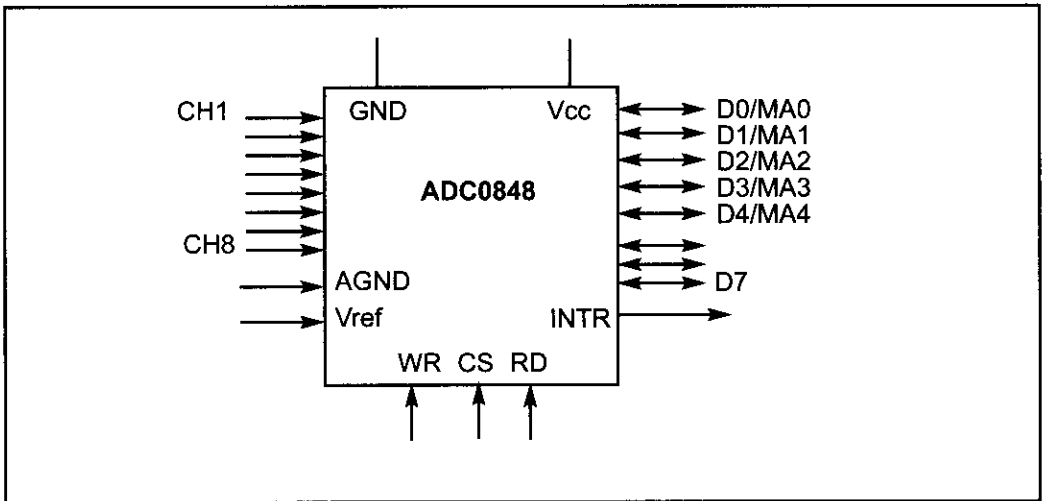 CH1
GND
Vcc
D0/MA0
D1/MA1
D2/MA2
D3/MA3
D4/MA4
ADC0848
CH8
D7
AGND
Vref
INTR
WR CS RD